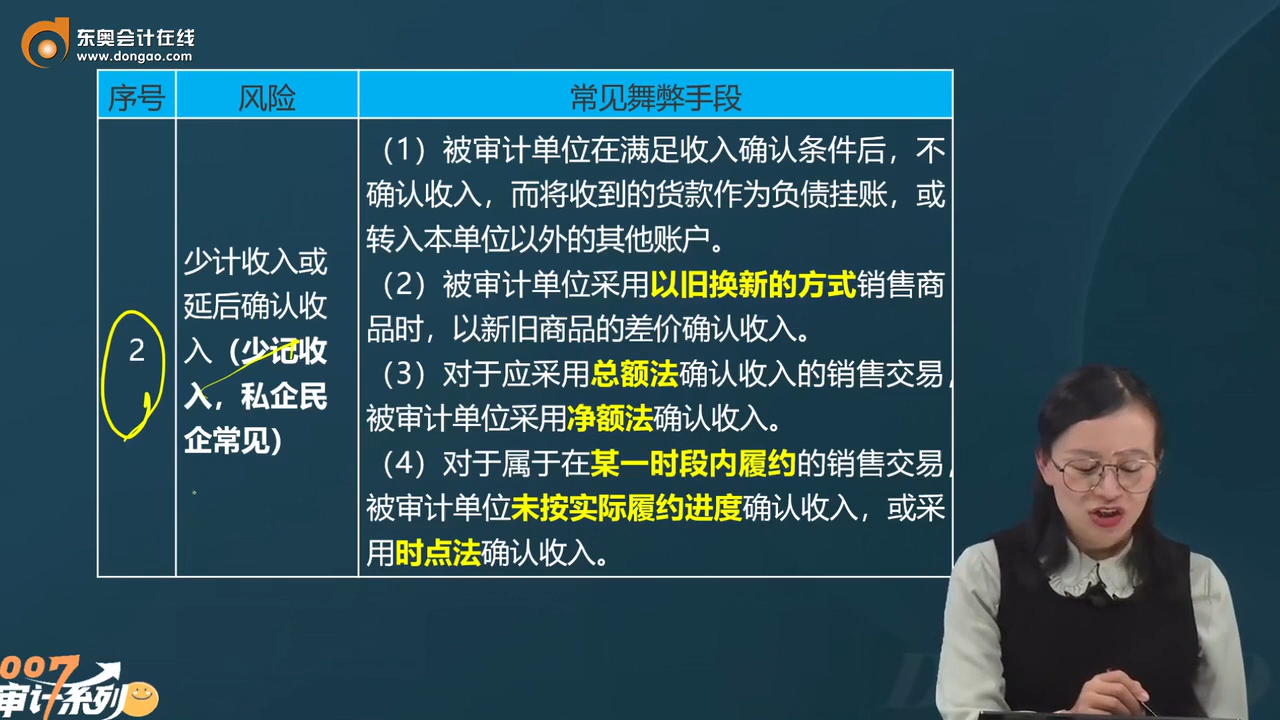 东奥会计在线
www.dongao.com
序号
风险
常见舞弊手段
2
少计收入或
延后确认收
入（少记收
入，私企民
企常见）
（1）被审计单位在满足收入确认条件后，不
确认收入，而将收到的货款作为负债挂账，或
转入本单位以外的其他账户。
（2）被审计单位采用以旧换新的方式销售商
品时，以新旧商品的差价确认收入。
（3）对于应采用总额法确认收入的销售交易，
被审计单位采用净额法确认收入。
（4）对于属于在某一时段内履约的销售交易，
被审计单位未按实际履约进度确认收入，或采
用时点法确认收入。
007
审计系列